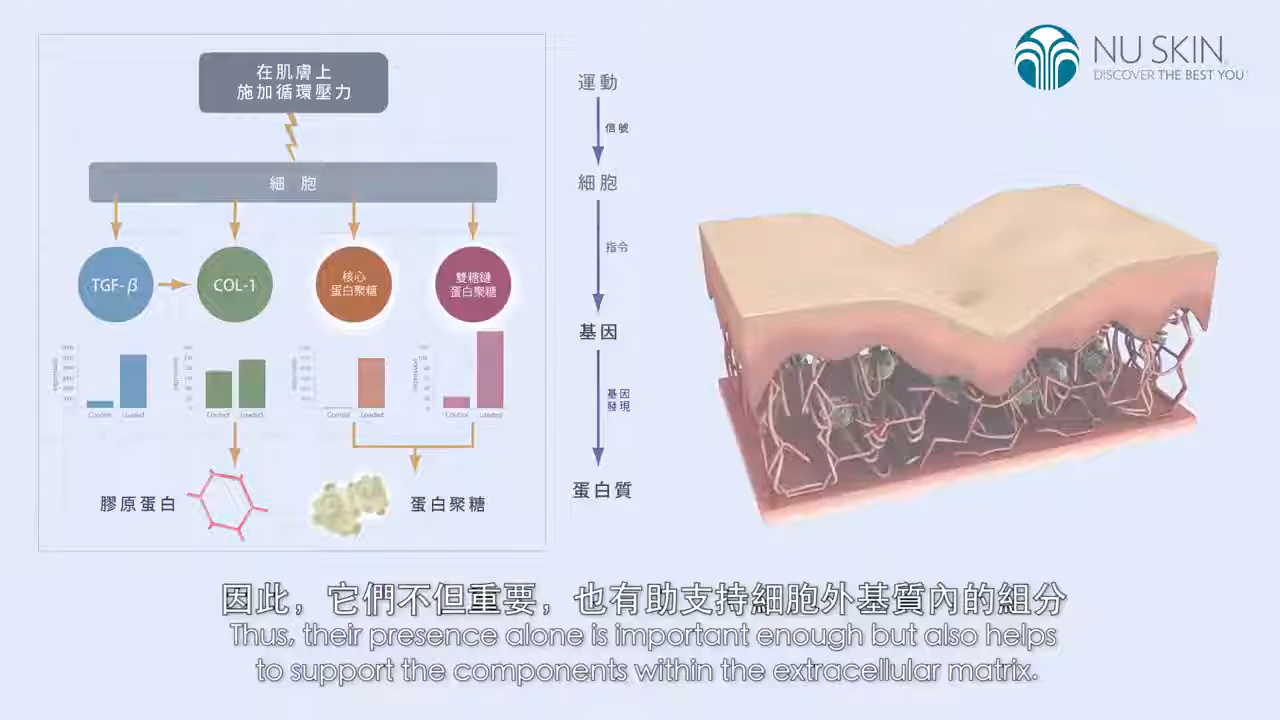 NU SKIN
DISCOVER THE BEST YOU
在肌膚上
施加循環壓力
細 胞
TGF-β
COL-1
核心
蛋白聚糖
雙糖鏈
蛋白聚糖
Control
Loaded
Control
Loaded
Control
Loaded
Control
Loaded
膠原蛋白
蛋白聚糖
運動
信號
細胞
指令
基因
基因
發現
蛋白質
因此，它們不但重要，也有助支持細胞外基質內的組分
Thus, their presence alone is important enough but also helps
to support the components within the extracellular matrix.